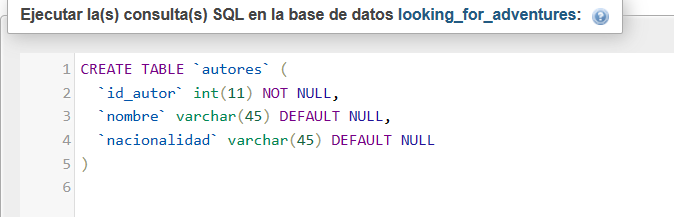 Ejecutar la(s) consulta(s) SQL en la base de datos looking_for_adventures:
1 CREATE TABLE `autores` (
2 `id_autor` int(11) NOT NULL,
3 `nombre` varchar(45) DEFAULT NULL,
4 `nacionalidad` varchar(45) DEFAULT NULL
5 )
6